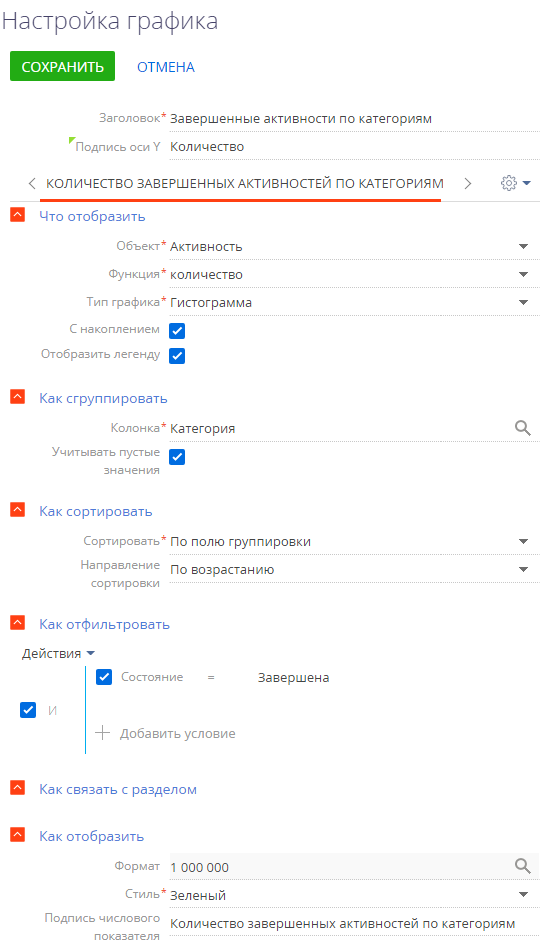 Настройка графика
СОХРАНИТЬ ОТМЕНА
Заголовок* Завершенные активности по категориям
Подпись оси Y Количество
КОЛИЧЕСТВО ЗАВЕРШЕННЫХ АКТИВНОСТЕЙ ПО КАТЕГОРИЯМ
Что отобразить
Объект* Активность
Функция* количество
Тип графика* Гистограмма
С накоплением
Отобразить легенду
Как сгруппировать
Колонка* Категория
Учитывать пустые
значения
Как сортировать
Сортировать* По полю группировки
Направление
сортировки
По возрастанию
Как отфильтровать
Действия
Состояние = Завершена
И
Добавить условие
Как связать с разделом
Как отобразить
Формат 1 000 000
Стиль* Зеленый
Подпись числового
показателя
Количество завершенных активностей по категориям